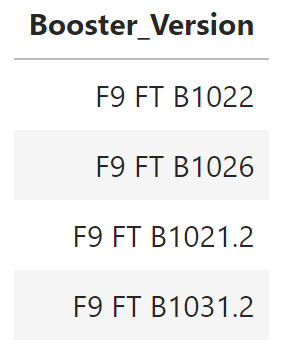 Booster_Version
F9 FT B1022
F9 FT B1026
F9 FT B1021.2
F9 FT B1031.2